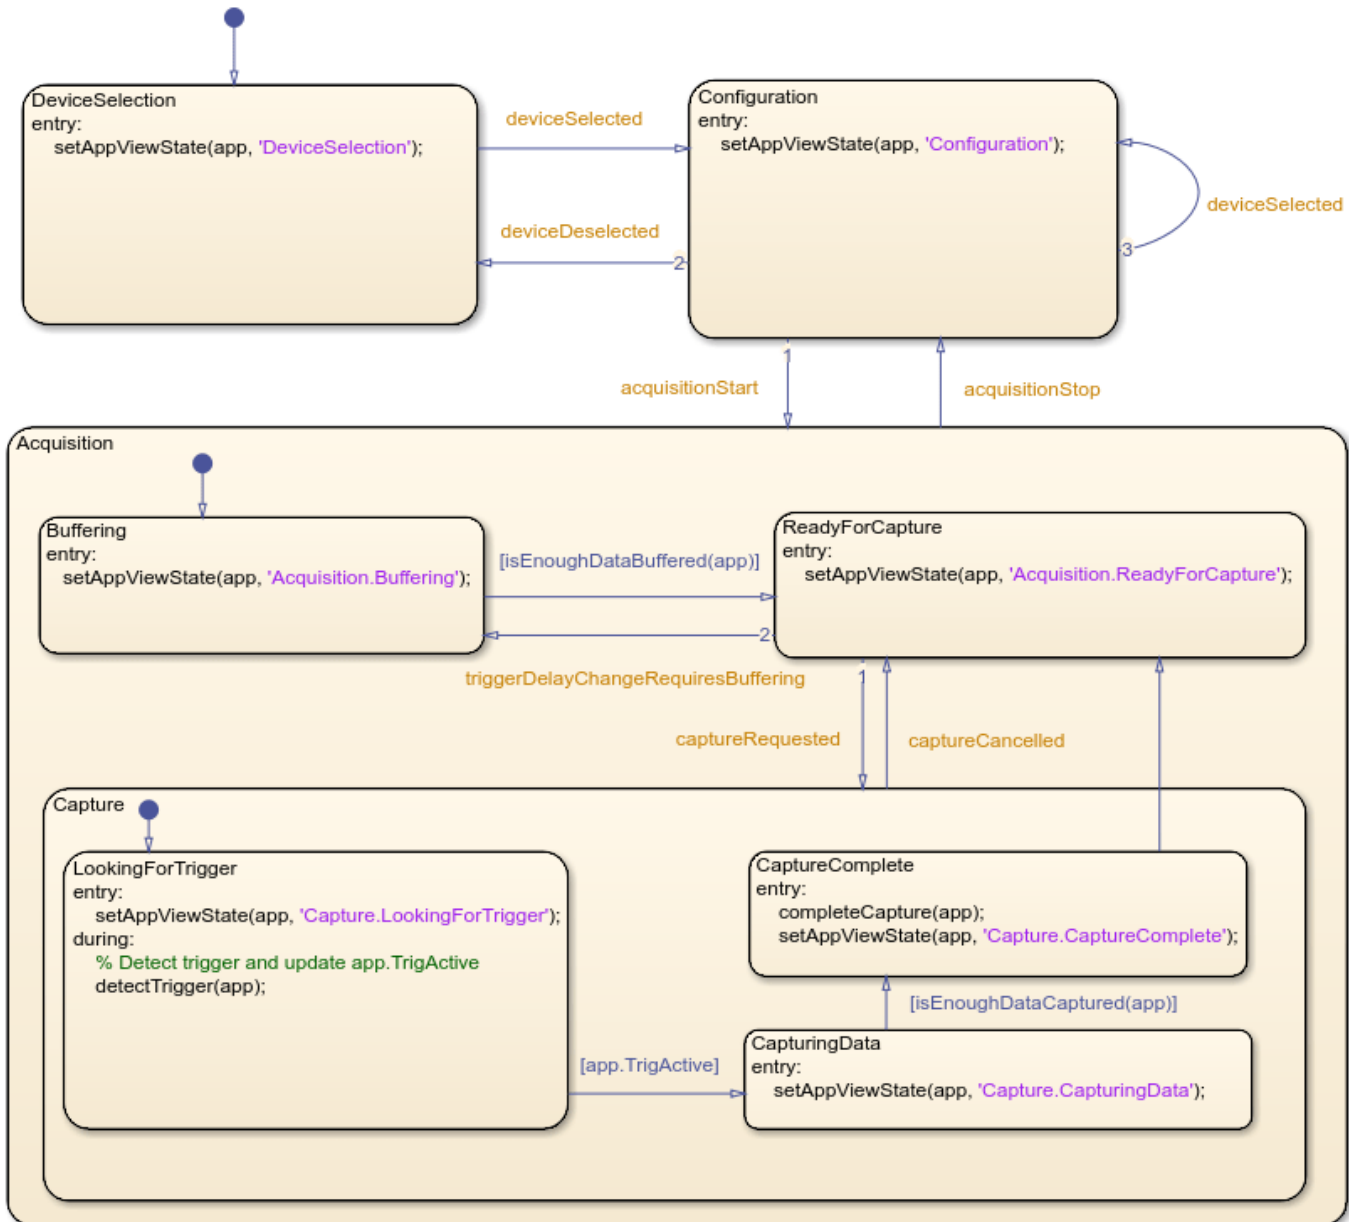 DeviceSelection
entry:
setAppViewState(app, 'DeviceSelection');
deviceSelected
deviceDeselected
2
Configuration
entry:
setAppViewState(app, 'Configuration');
deviceSelected
3
1
acquisitionStart
acquisitionStop
Acquisition
Buffering
entry:
setAppViewState(app, 'Acquisition.Buffering');
[isEnoughDataBuffered(app)]
2
triggerDelayChangeRequiresBuffering
ReadyForCapture
entry:
setAppViewState(app, 'Acquisition.ReadyForCapture');
1
captureRequested
captureCancelled
Capture
LookingForTrigger
entry:
setAppViewState(app, 'Capture.LookingForTrigger');
during:
% Detect trigger and update app.TrigActive
detectTrigger(app);
[app.TrigActive]
CaptureComplete
entry:
completeCapture(app);
setAppViewState(app, 'Capture.CaptureComplete');
[isEnoughDataCaptured(app)]
CapturingData
entry:
setAppViewState(app, 'Capture.CapturingData');